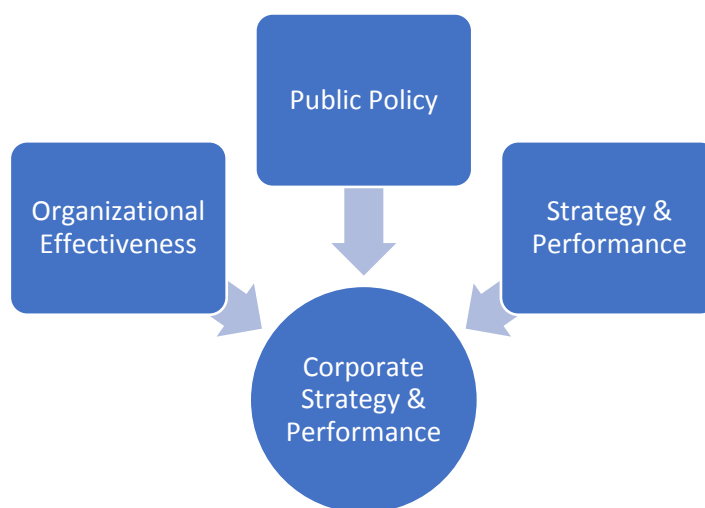 Public Policy
Organizational
Effectiveness
Strategy &
Performance
Corporate
Strategy &
Performance